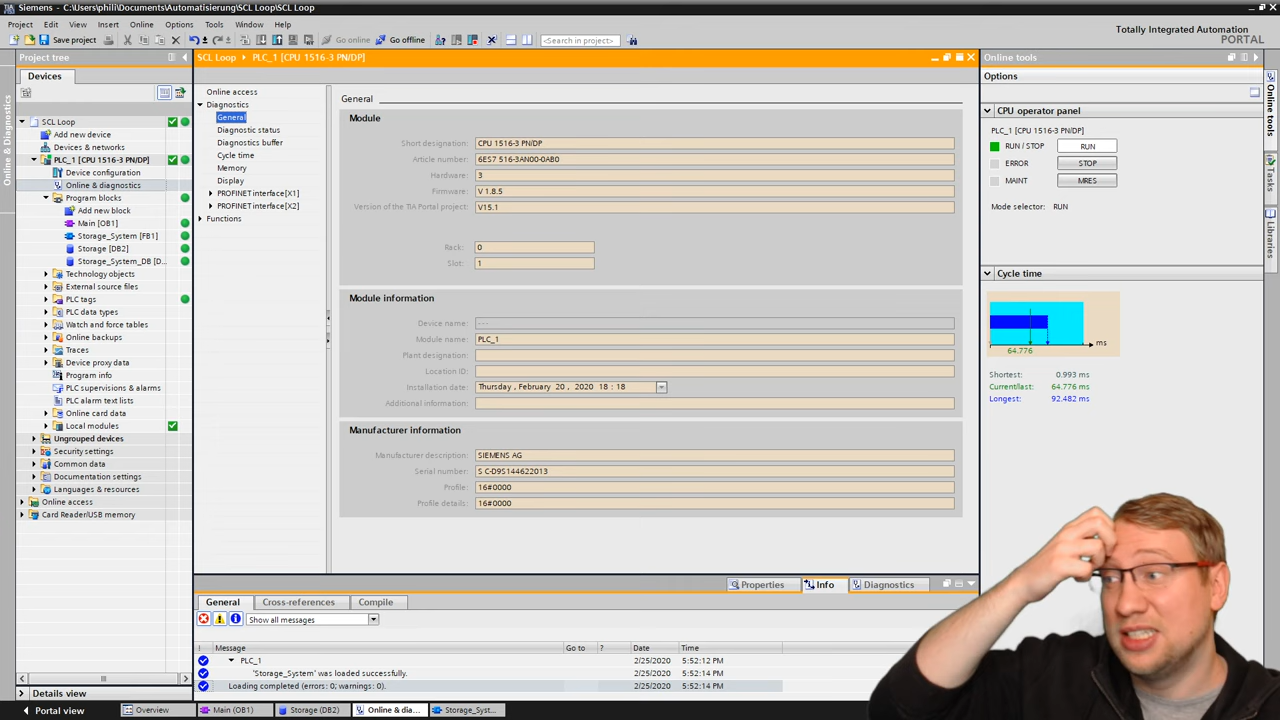 Siemens - C:\Users\phili\Documents\Automatisierung\SCL Loop\SCL Loop
Project Edit View Insert Online Options Tools Window Help
Totally Integrated Automation
PORTAL
Save project
Go online
Go offline
<Search in project>
Project tree
Devices
SCL Loop
Add new device
Devices & networks
PLC_1 [CPU 1516-3 PN/DP]
Device configuration
Online & diagnostics
Program blocks
Add new block
Main [OB1]
Storage_System [FB1]
Storage [DB2]
Storage_System_DB [D...
Technology objects
External source files
PLC tags
PLC data types
Watch and force tables
Online backups
Traces
Device proxy data
Program info
PLC supervisions & alarms
PLC alarm text lists
Online card data
Local modules
Ungrouped devices
Security settings
Common data
Documentation settings
Languages & resources
Online access
Card Reader/USB memory
Details view
Online & Diagnostics
SCL Loop PLC_1 [CPU 1516-3 PN/DP]
Online access
Diagnostics
General
Diagnostic status
Diagnostics buffer
Cycle time
Memory
Display
PROFINET interface [X1]
PROFINET interface [X2]
Functions
General
Module
Short designation: CPU 1516-3 PN/DP
Article number: 6ES7 516-3AN00-0AB0
Hardware: 3
Firmware: V 1.8.5
Version of the TIA Portal project: V15.1
Rack: 0
Slot: 1
Module information
Device name: ---
Module name: PLC_1
Plant designation:
Location ID:
Installation date: Thursday , February 20 , 2020 18 : 18
Additional information:
Manufacturer information
Manufacturer description: SIEMENS AG
Serial number: S C-D9S144622013
Profile: 16#0000
Profile details: 16#0000
Properties Info Diagnostics
General Cross-references Compile
Show all messages
! Message Go to ? Date Time
PLC_1 2/25/2020 5:52:12 PM
'Storage_System' was loaded successfully. 2/25/2020 5:52:14 PM
Loading completed (errors: 0; warnings: 0). 2/25/2020 5:52:14 PM
Online tools
Options
CPU operator panel
PLC_1 [CPU 1516-3 PN/DP]
RUN / STOP RUN
ERROR STOP
MAINT MRES
Mode selector: RUN
Cycle time
ms
64.776
Shortest: 0.993 ms
Current/last: 64.776 ms
Longest: 92.482 ms
Online tools
Tasks
Libraries
Portal view Overview Main (OB1) Storage (DB2) Online & dia... Storage_Syst...